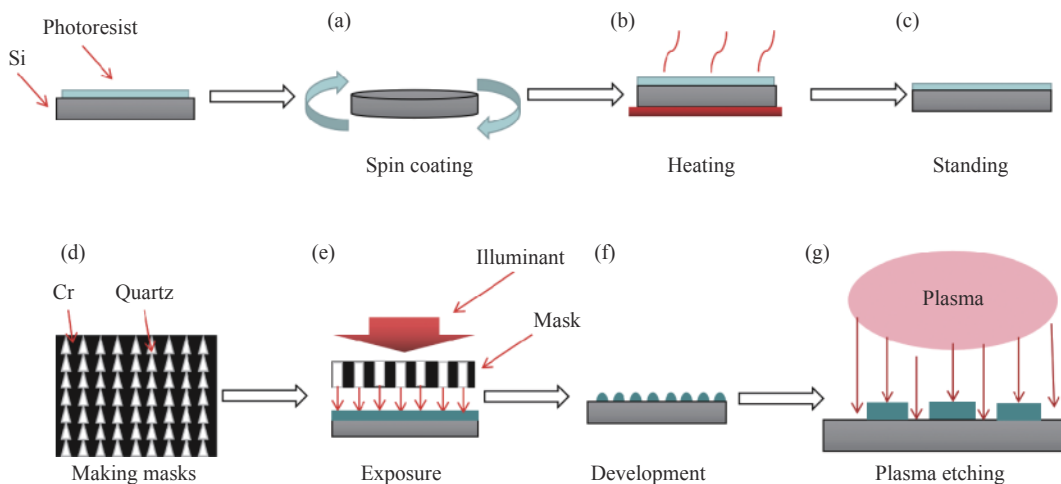 Photoresist
Si
(a)
(b)
(c)
Spin coating
Heating
Standing
(d)
(e)
(f)
(g)
Cr
Quartz
Illuminant
Mask
Plasma
Making masks
Exposure
Development
Plasma etching